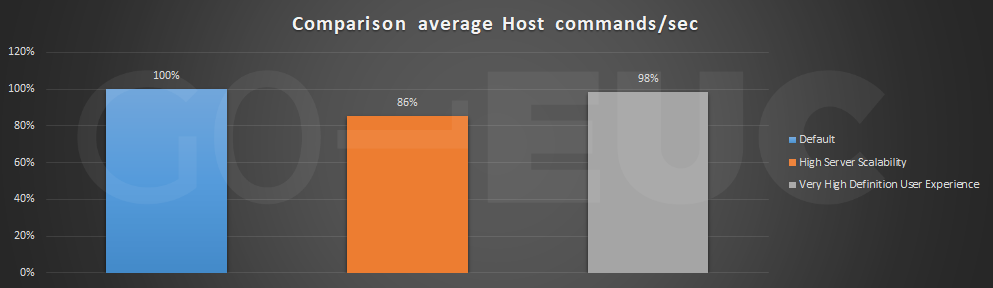 Comparison average Host commands/sec
120%
100%
80%
60%
40%
20%
0%
100%
86%
98%
GO-EUC
Default
High Server Scalability
Very High Definition User Experience